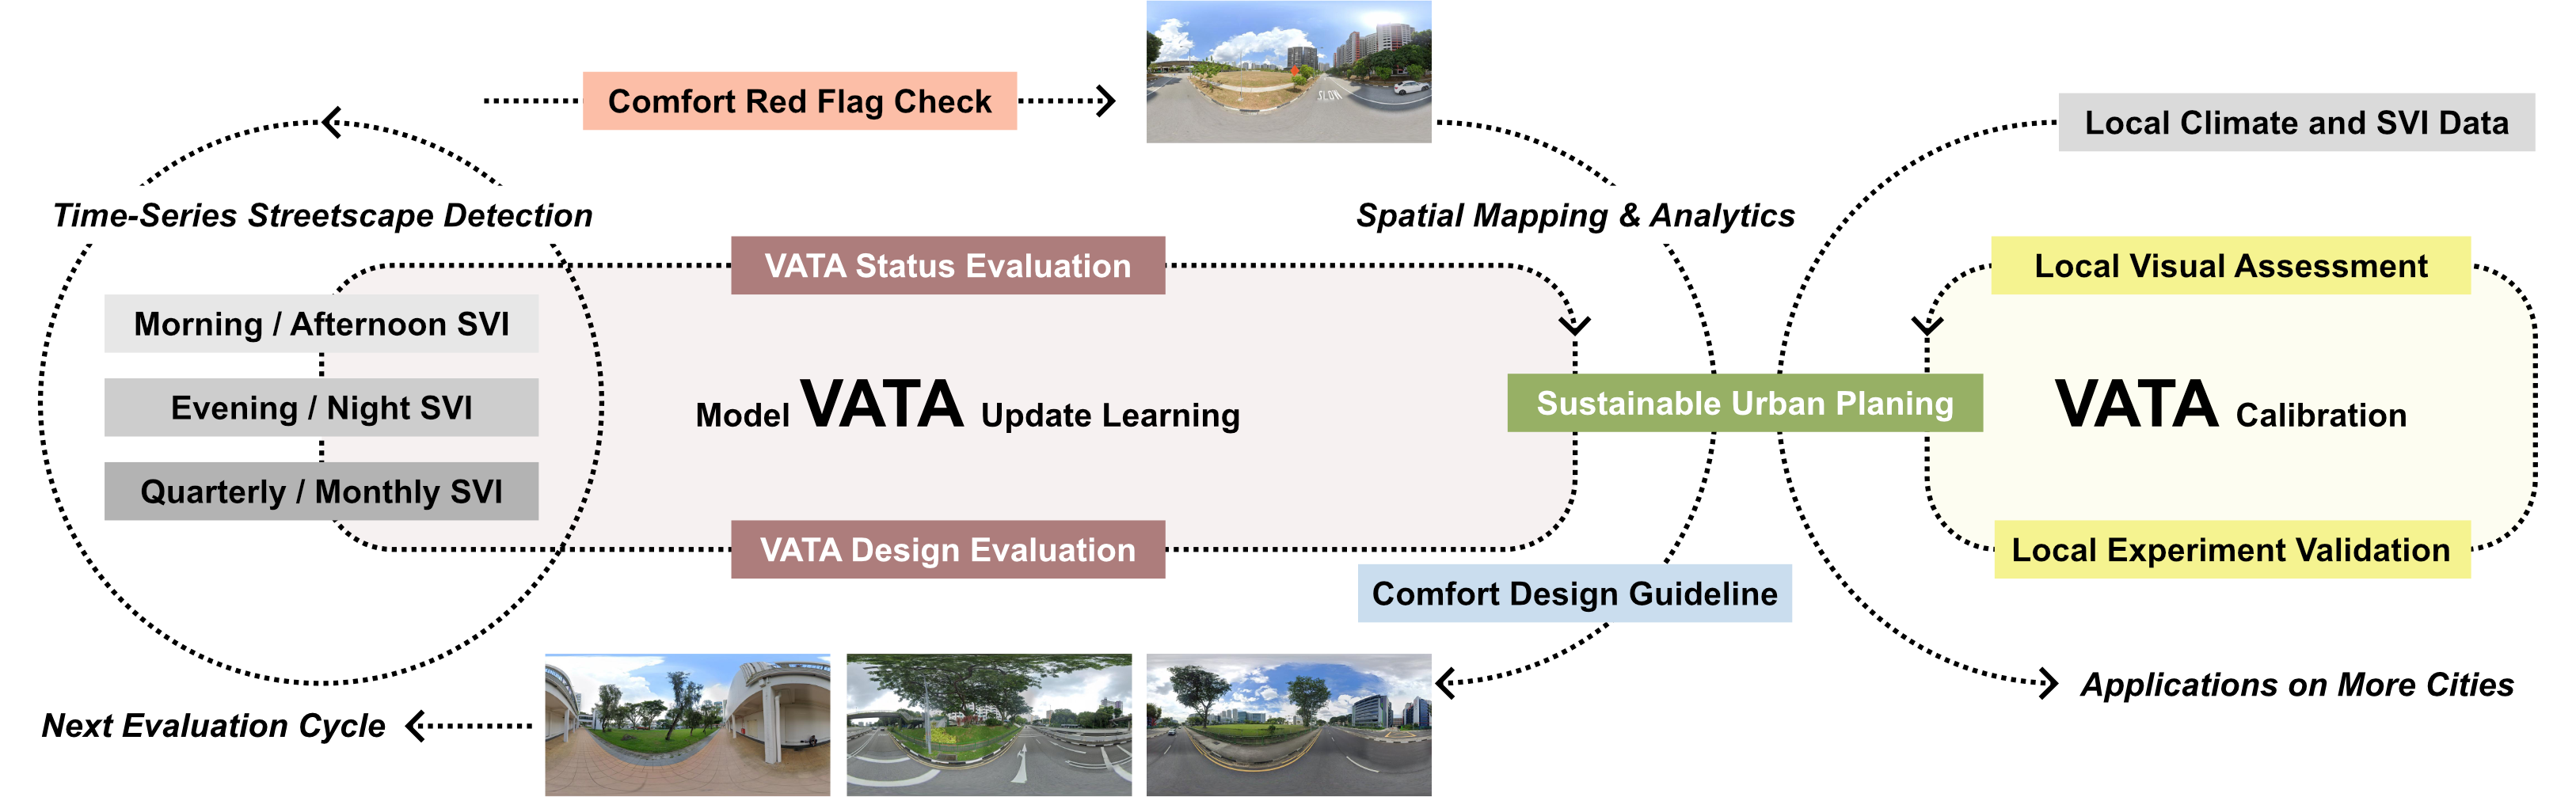 Comfort Red Flag Check
Local Climate and SVI Data
Time-Series Streetscape Detection
Spatial Mapping & Analytics
VATA Status Evaluation
Local Visual Assessment
Morning / Afternoon SVI
Evening / Night SVI
Quarterly / Monthly SVI
Model VATA Update Learning
Sustainable Urban Planing
VATA Calibration
VATA Design Evaluation
Local Experiment Validation
Comfort Design Guideline
Applications on More Cities
Next Evaluation Cycle
SLOW